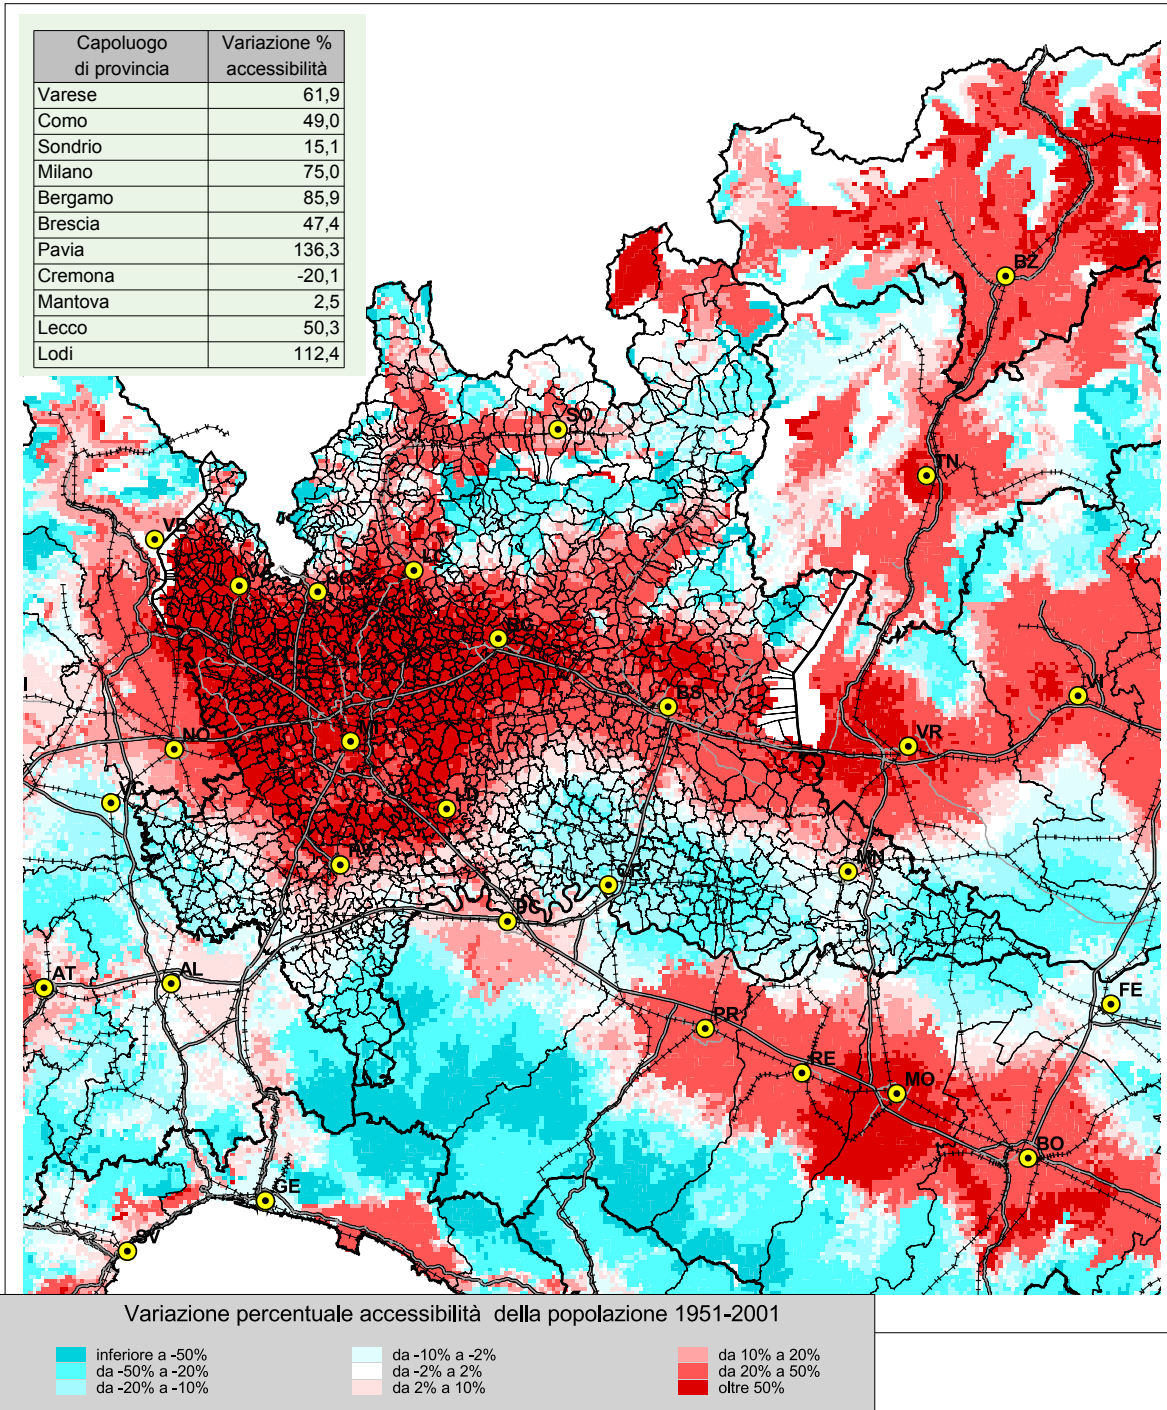 Capoluogo di provincia Variazione % accessibilità
Varese 61,9
Como 49,0
Sondrio 15,1
Milano 75,0
Bergamo 85,9
Brescia 47,4
Pavia 136,3
Cremona -20,1
Mantova 2,5
Lecco 50,3
Lodi 112,4
BZ
SO
TN
VB
VA
CO
LC
BG
VI
BS
NO
MI
VR
LO
PV
CR
MN
PC
AT
AL
FE
PR
RE
MO
BO
GE
SV
Variazione percentuale accessibilità della popolazione 1951-2001
inferiore a -50%
da -50% a -20%
da -20% a -10%
da -10% a -2%
da -2% a 2%
da 2% a 10%
da 10% a 20%
da 20% a 50%
oltre 50%